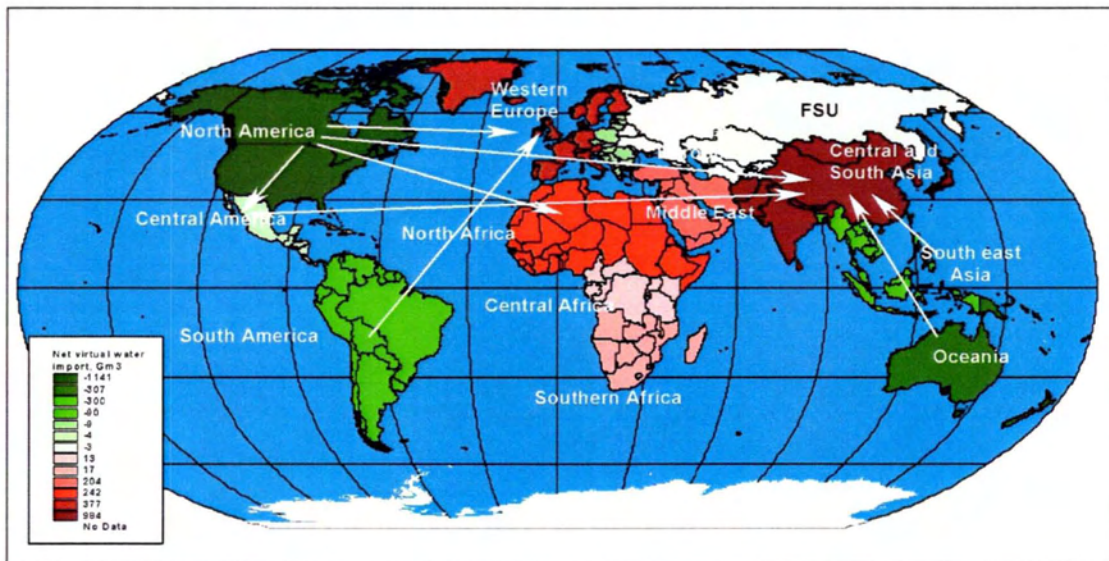 Western
Europe
FSU
North America
Central and
South Asia
Central America
Middle East
North Africa
South east
Asia
Central Africa
South America
Oceania
Southern Africa
Net virtual water
import, Gm3
-1141
-307
-300
-90
-9
-4
-3
13
17
204
242
377
984
No Data